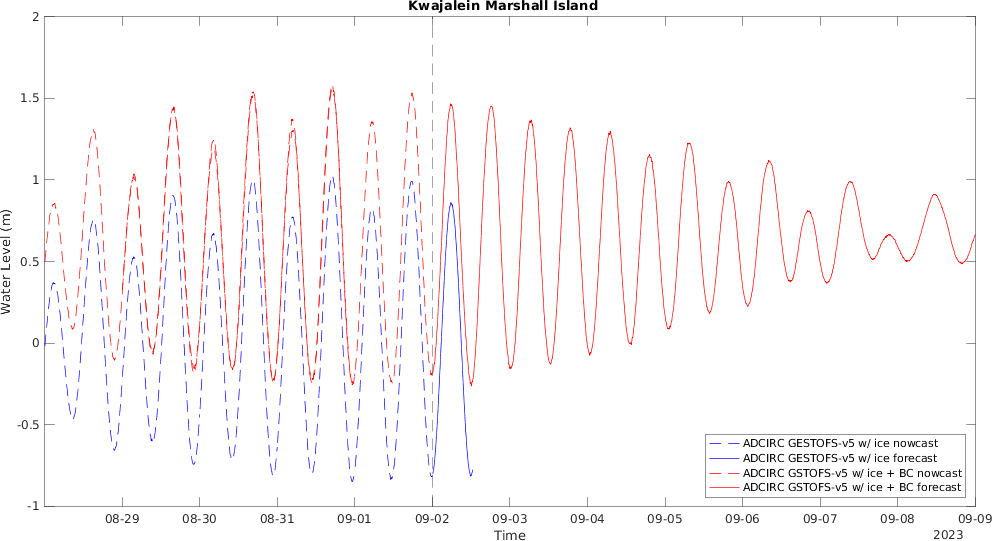 Kwajalein Marshall Island
2
1.5
1
0.5
0
-0.5
-1
Water Level (m)
ADCIRC GESTOFS-v5 w/ ice nowcast
ADCIRC GESTOFS-v5 w/ ice forecast
ADCIRC GSTOFS-v5 w/ ice + BC nowcast
ADCIRC GSTOFS-v5 w/ ice + BC forecast
08-29 08-30 08-31 09-01 09-02 09-03 09-04 09-05 09-06 09-07 09-08 09-09
Time
2023